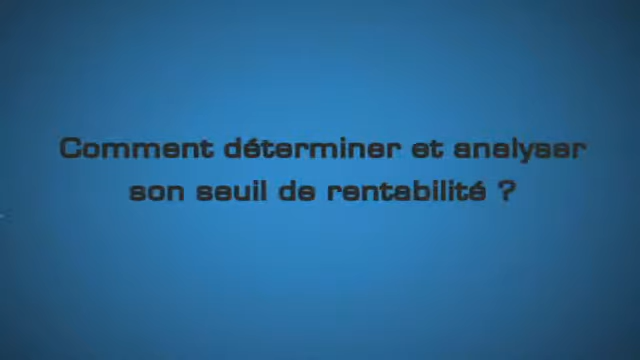 Comment déterminer et analyser
son seuil de rentabilité ?